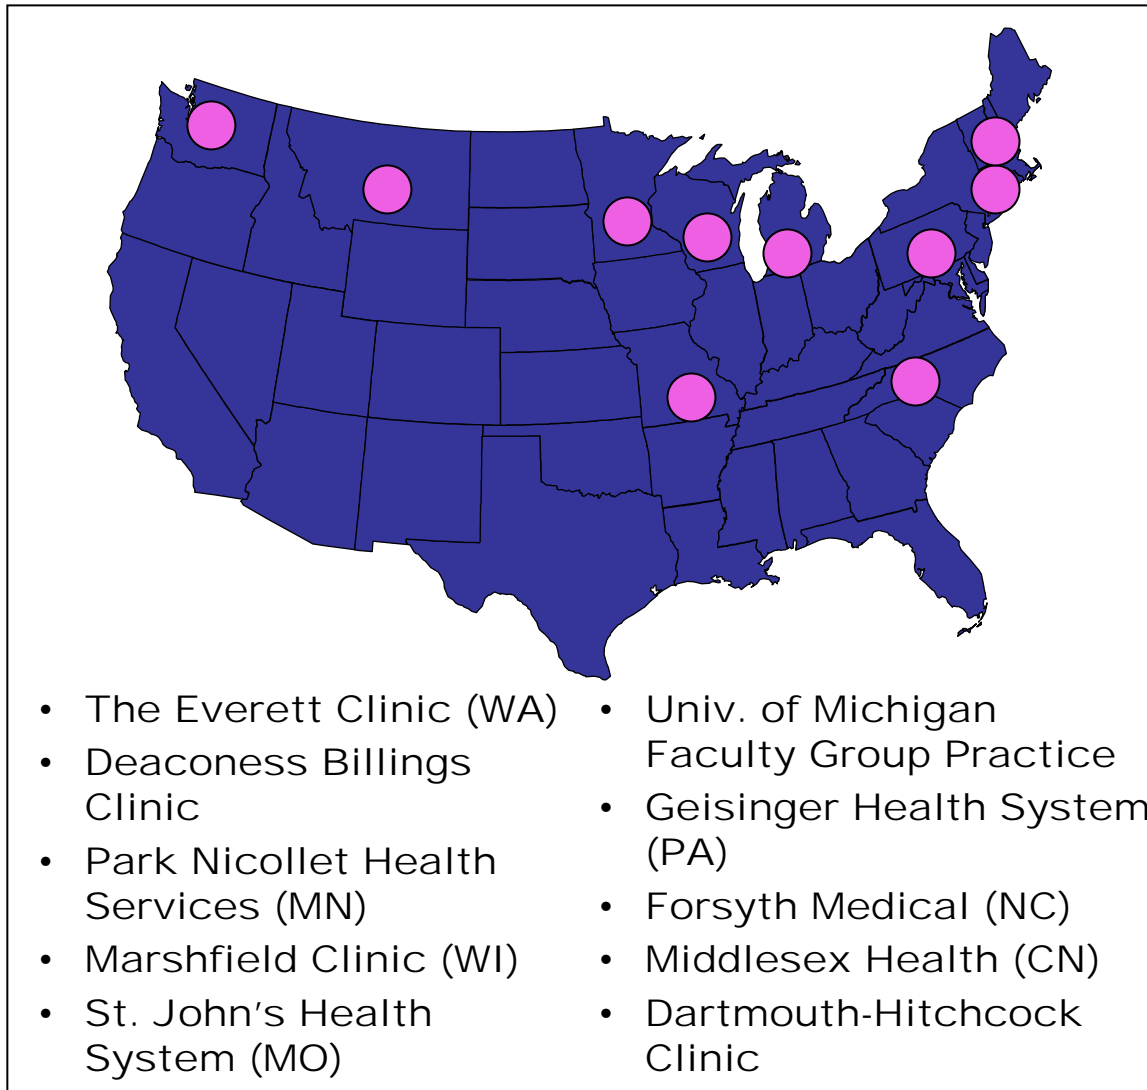 • The Everett Clinic (WA)
• Deaconess Billings
Clinic
• Park Nicollet Health
Services (MN)
• Marshfield Clinic (WI)
• St. John's Health
System (MO)
• Univ. of Michigan
Faculty Group Practice
• Geisinger Health System
(PA)
• Forsyth Medical (NC)
• Middlesex Health (CN)
• Dartmouth-Hitchcock
Clinic